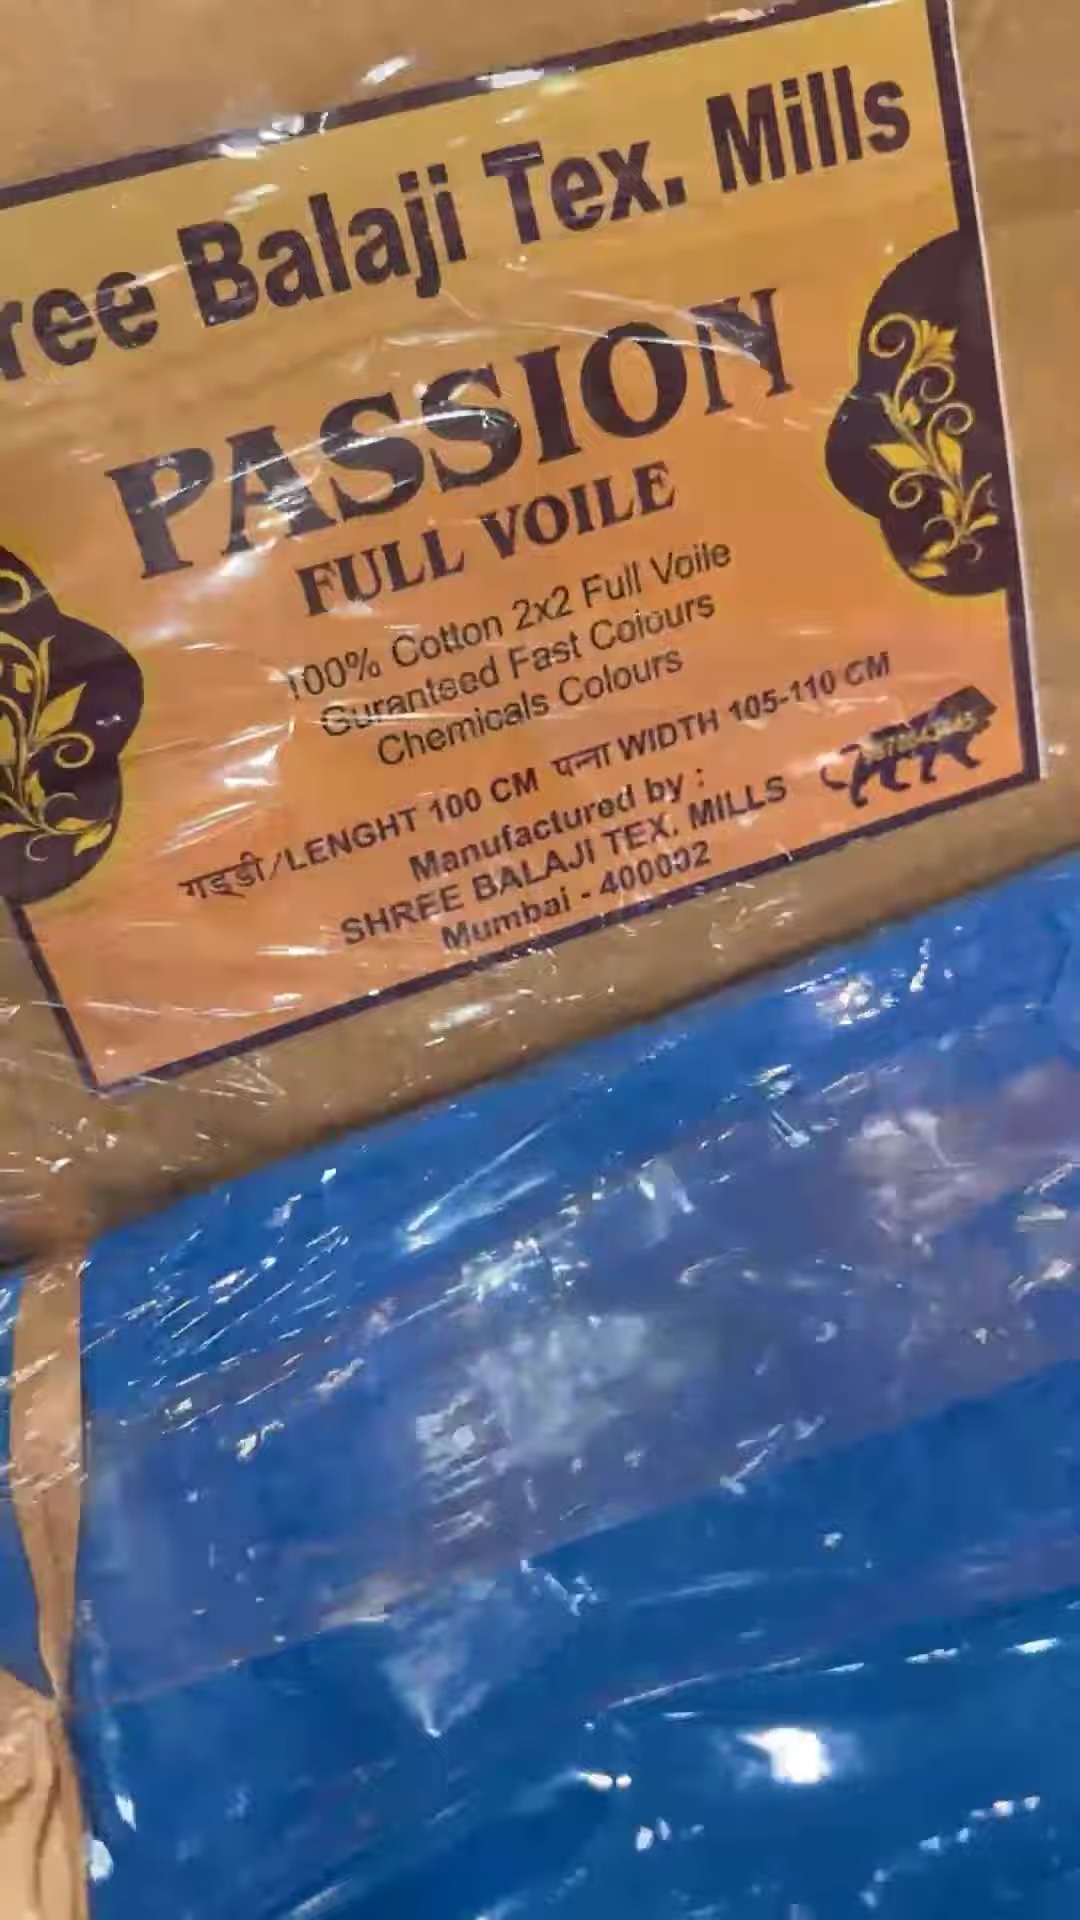 ree Balaji Tex. Mills
PASSION
FULL VOILE
100% Cotton 2x2 Full Voile
Guranteed Fast Colours
Chemicals Colours
गड्डी/LENGHT 100 CM पन्ना WIDTH 105-110 CM
Manufactured by :
SHREE BALAJI TEX. MILLS
Mumbai - 400002